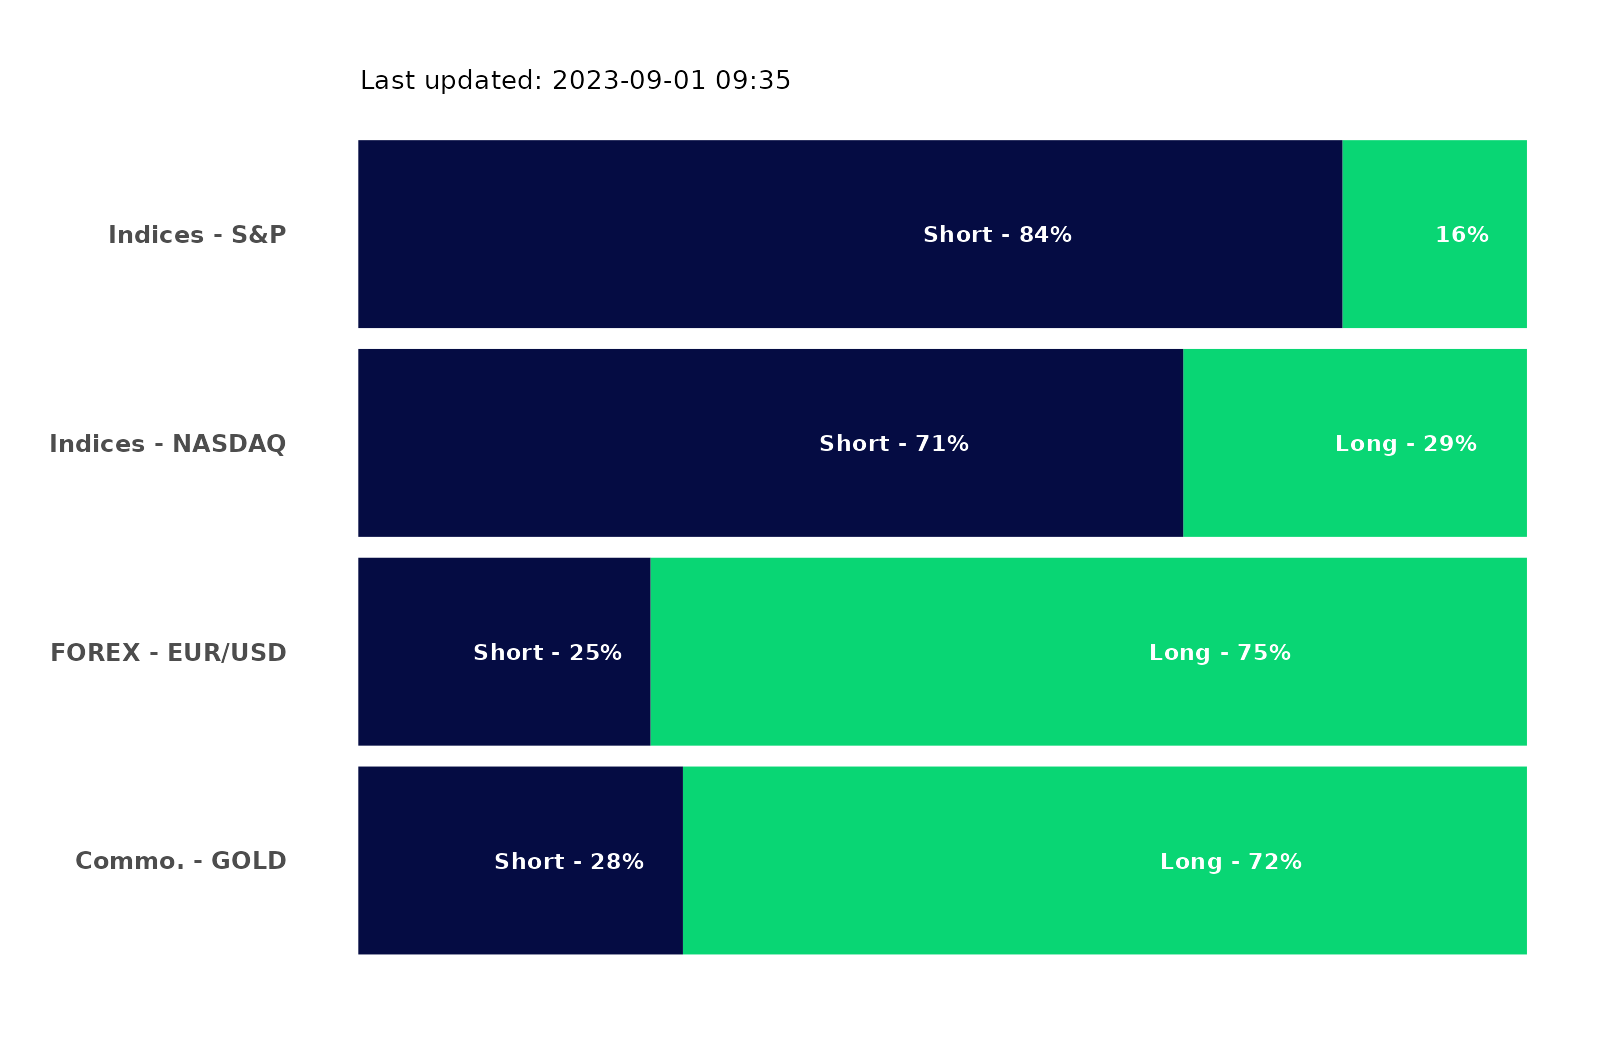 Last updated: 2023-09-01 09:35
Indices - S&P
Short - 84%
16%
Indices - NASDAQ
Short - 71%
Long - 29%
FOREX - EUR/USD
Short - 25%
Long - 75%
Commo. - GOLD
Short - 28%
Long - 72%